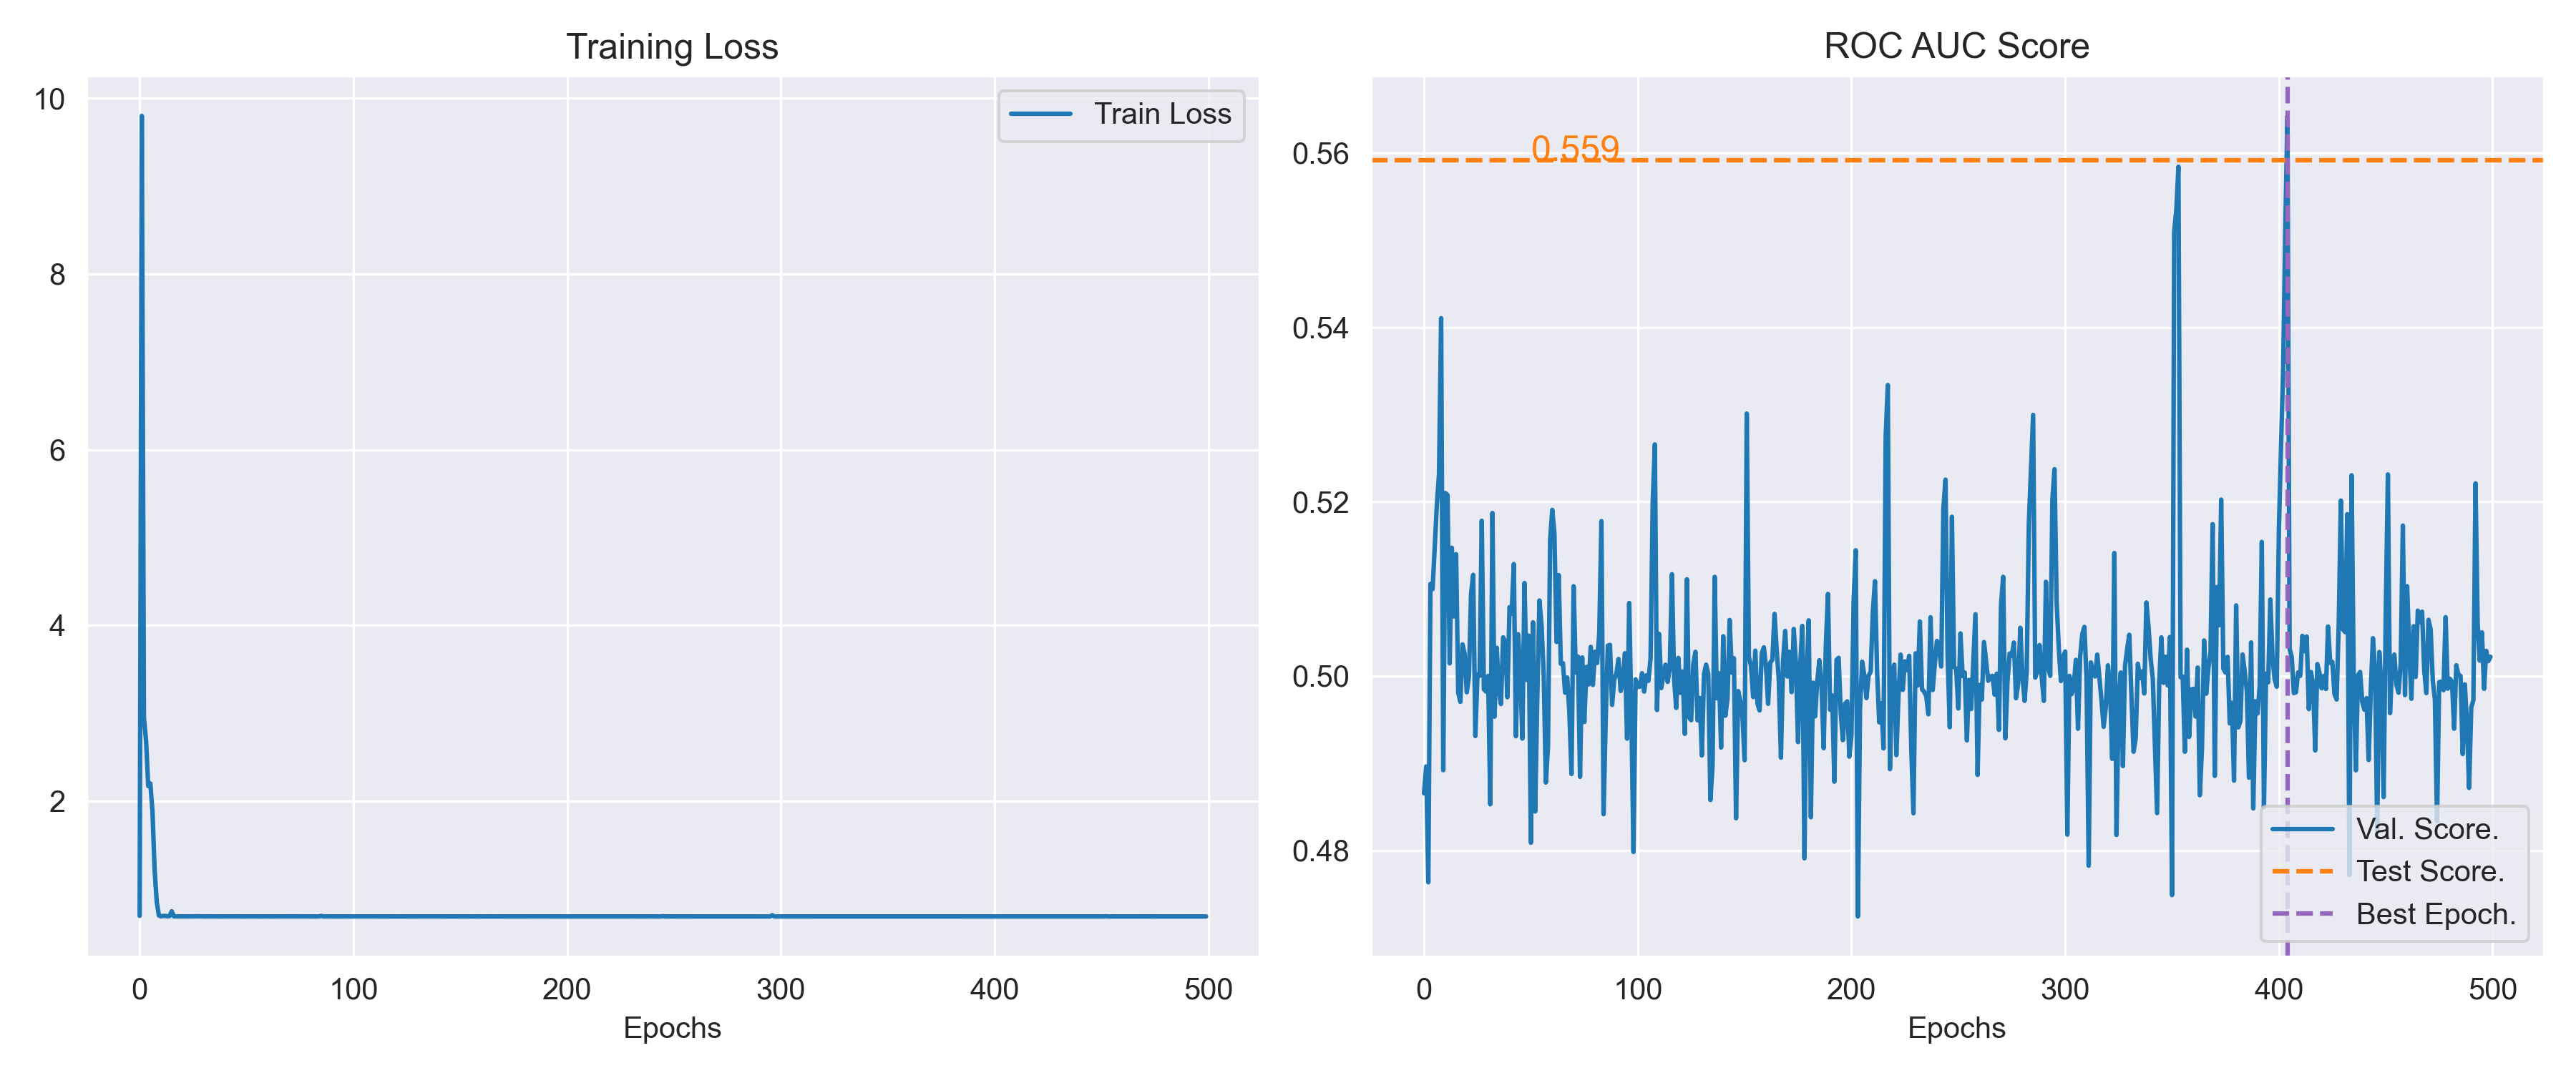 Training Loss
10
8
6
4
2
0 100 200 300 400 500
Epochs
Train Loss
ROC AUC Score
0.56
0.54
0.52
0.50
0.48
0 100 200 300 400 500
Epochs
0.559
Val. Score.
Test Score.
Best Epoch.